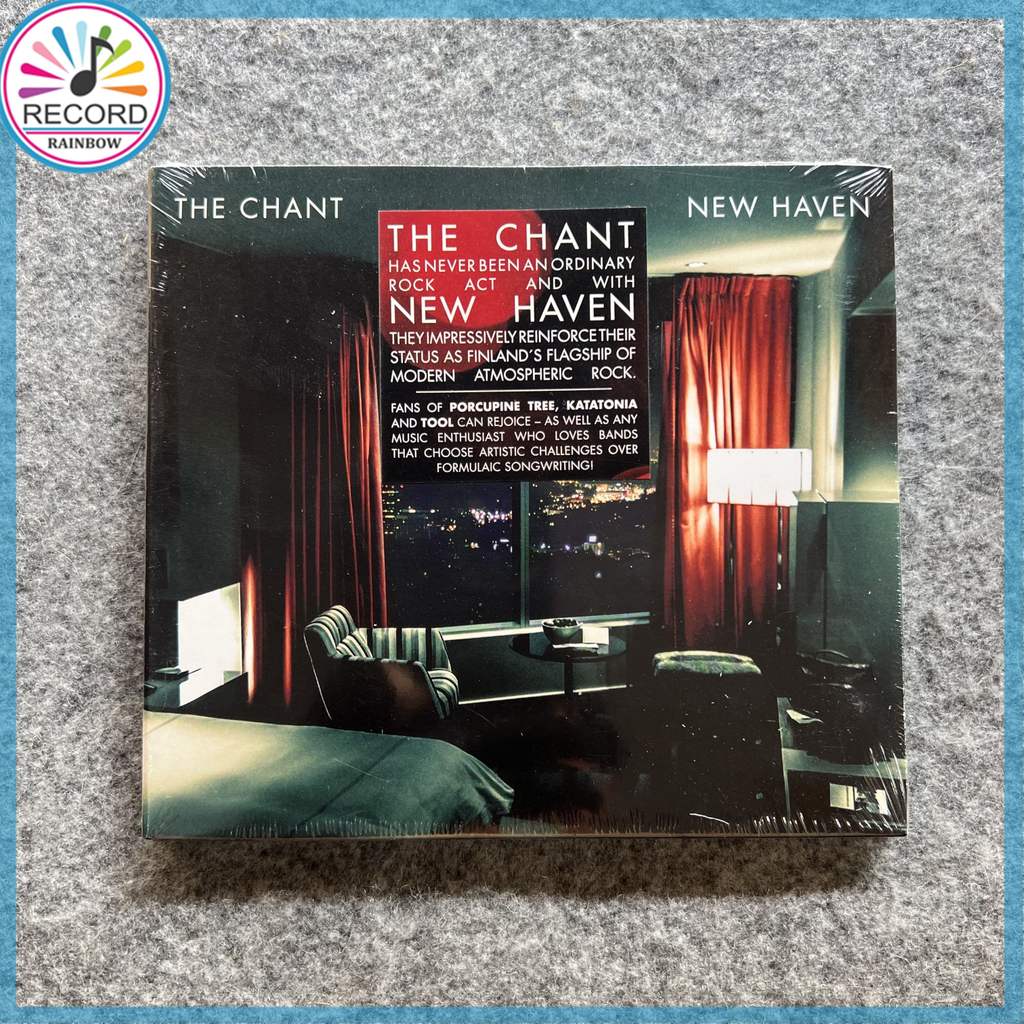 RECORD
RAINBOW
THE CHANT
NEW HAVEN
THE CHANT
HAS NEVER BEEN AN ORDINARY
ROCK ACT AND WITH
NEW HAVEN
THEY IMPRESSIVELY REINFORCE THEIR
STATUS AS FINLAND'S FLAGSHIP OF
MODERN ATMOSPHERIC ROCK.
FANS OF PORCUPINE TREE, KATATONIA
AND TOOL CAN REJOICE – AS WELL AS ANY
MUSIC ENTHUSIAST WHO LOVES BANDS
THAT CHOOSE ARTISTIC CHALLENGES OVER
FORMULAIC SONGWRITING!